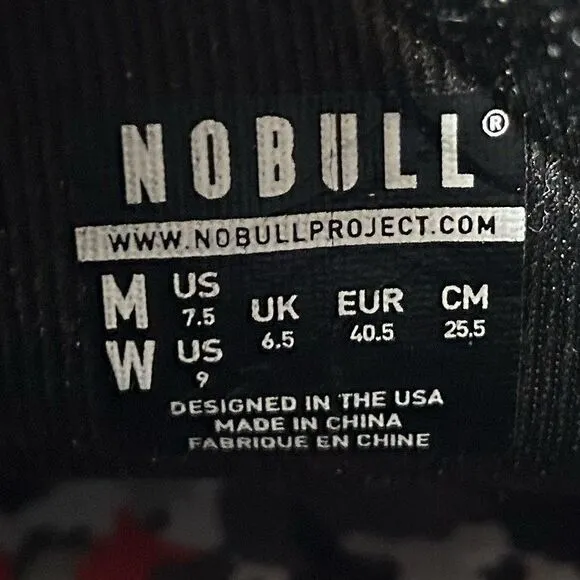 NOBULL®
WWW.NOBULLPROJECT.COM
M US 7.5 UK 6.5 EUR 40.5 CM 25.5
W US 9
DESIGNED IN THE USA
MADE IN CHINA
FABRIQUE EN CHINE